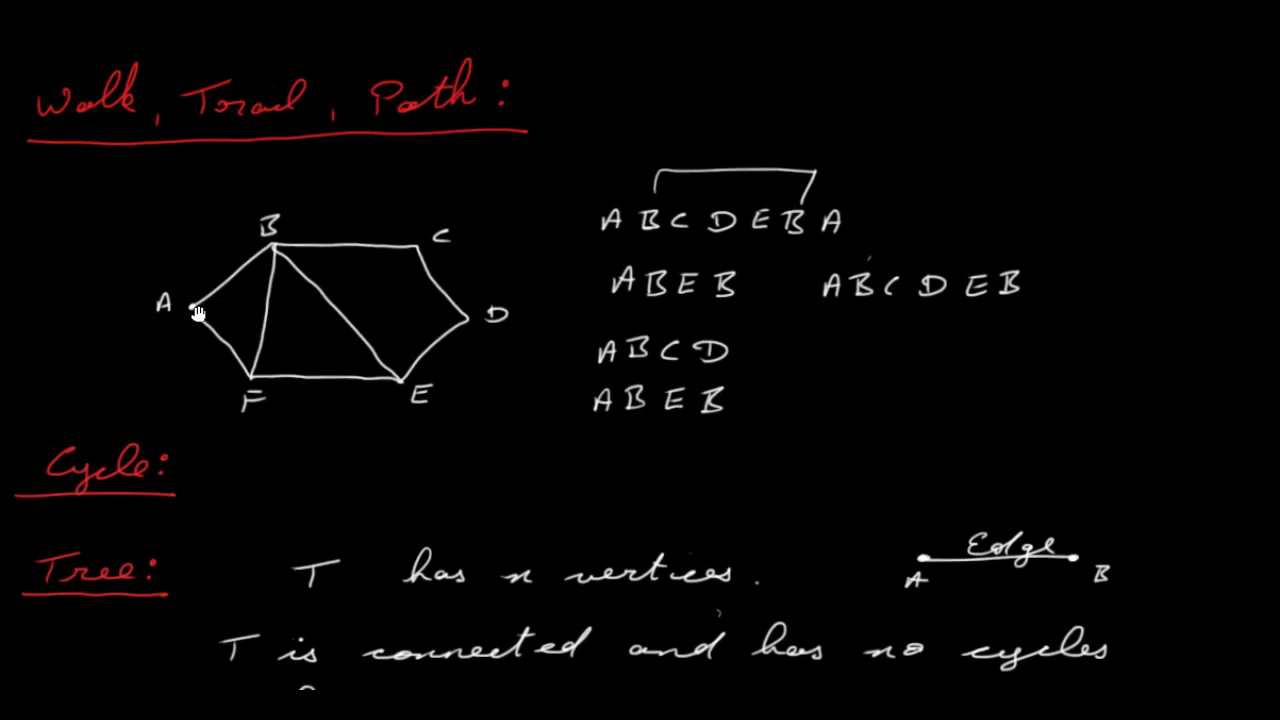 Walk, Trail, Path:
A B C D E B A
B
C
A B E B
A B C D E B
A
D
A B C D
F
E
A B E B
Cycle:
Edge
Tree:
T has n vertices.
A
B
T is connected and has no cycles